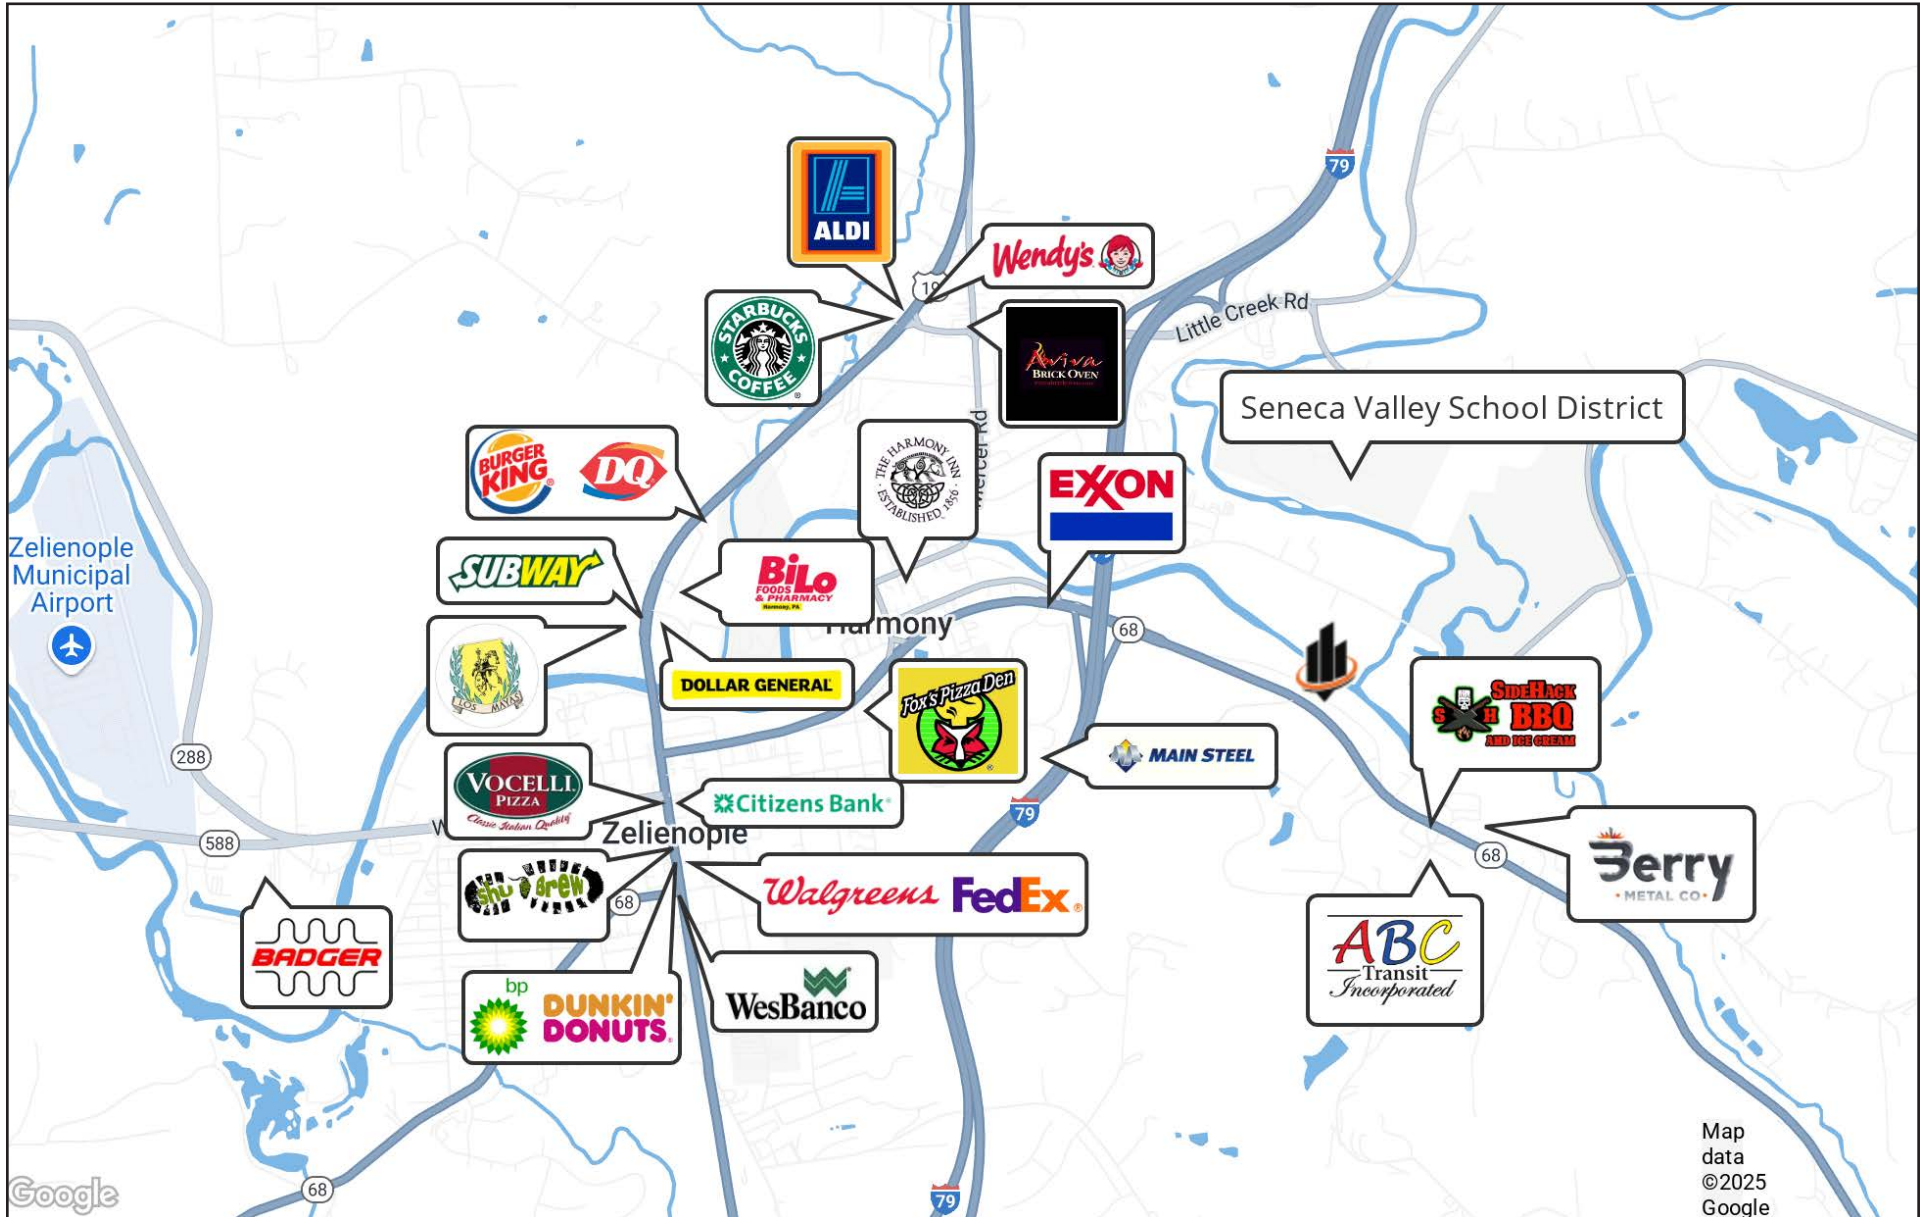 79
ALDI
Wendy's
19
STARBUCKS
COFFEE
Little Creek Rd
Aviva
BRICK OVEN
Seneca Valley School District
Mercer Rd
BURGER
KING
DQ
THE HARMONY INN
ESTABLISHED 1856
EXXON
Zelienople
Municipal
Airport
SUBWAY
BiLo
FOODS
& PHARMACY
Harmony, PA
Harmony
68
LOS MAYAS
DOLLAR GENERAL
Fox's Pizza Den
SIDEHACK
S H BBQ
AND ICE CREAM
288
MAIN STEEL
VOCELLI
PIZZA
Classic Italian Quality
Citizens Bank
79
588
W
Zelienople
Berry
METAL CO
68
shu Brew
68
Walgreens FedEx
BADGER
ABC
Transit
Incorporated
bp
DUNKIN'
DONUTS
WesBanco
Map
data
©2025
Google
Google
68
79